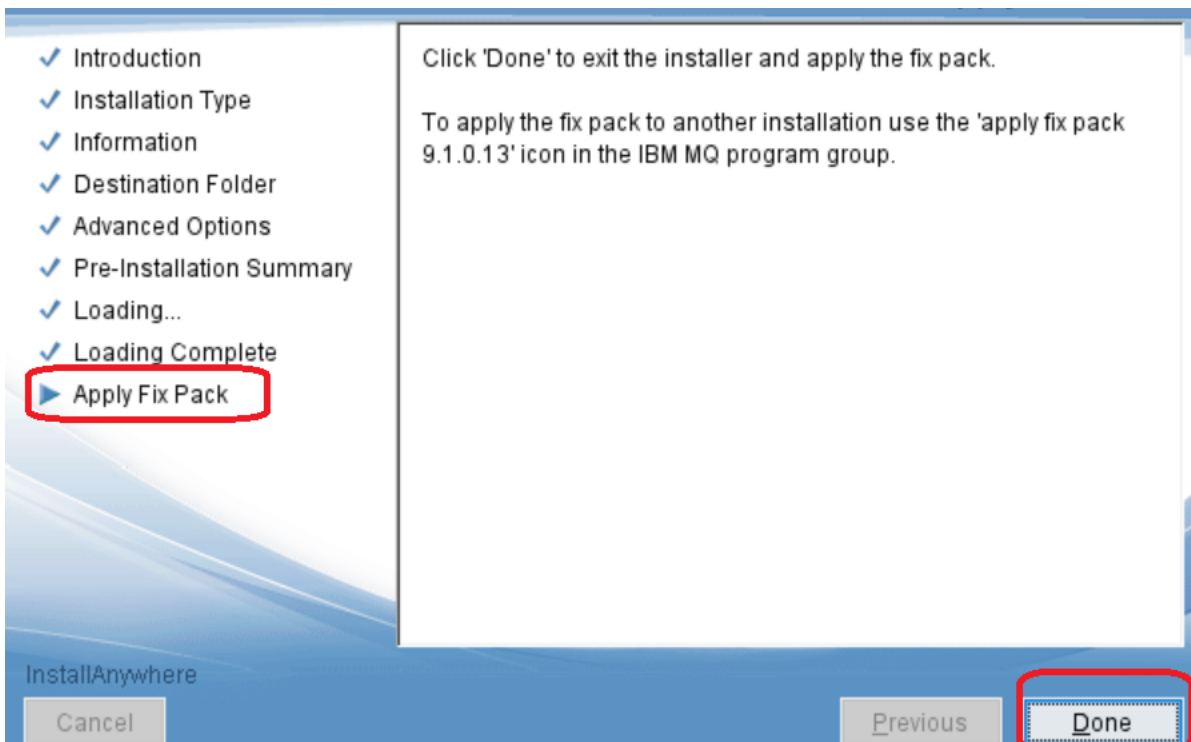 Introduction
Installation Type
Information
Destination Folder
Advanced Options
Pre-Installation Summary
Loading...
Loading Complete
Apply Fix Pack
Click 'Done' to exit the installer and apply the fix pack.
To apply the fix pack to another installation use the 'apply fix pack
9.1.0.13' icon in the IBM MQ program group.
InstallAnywhere
Cancel
Previous
Done